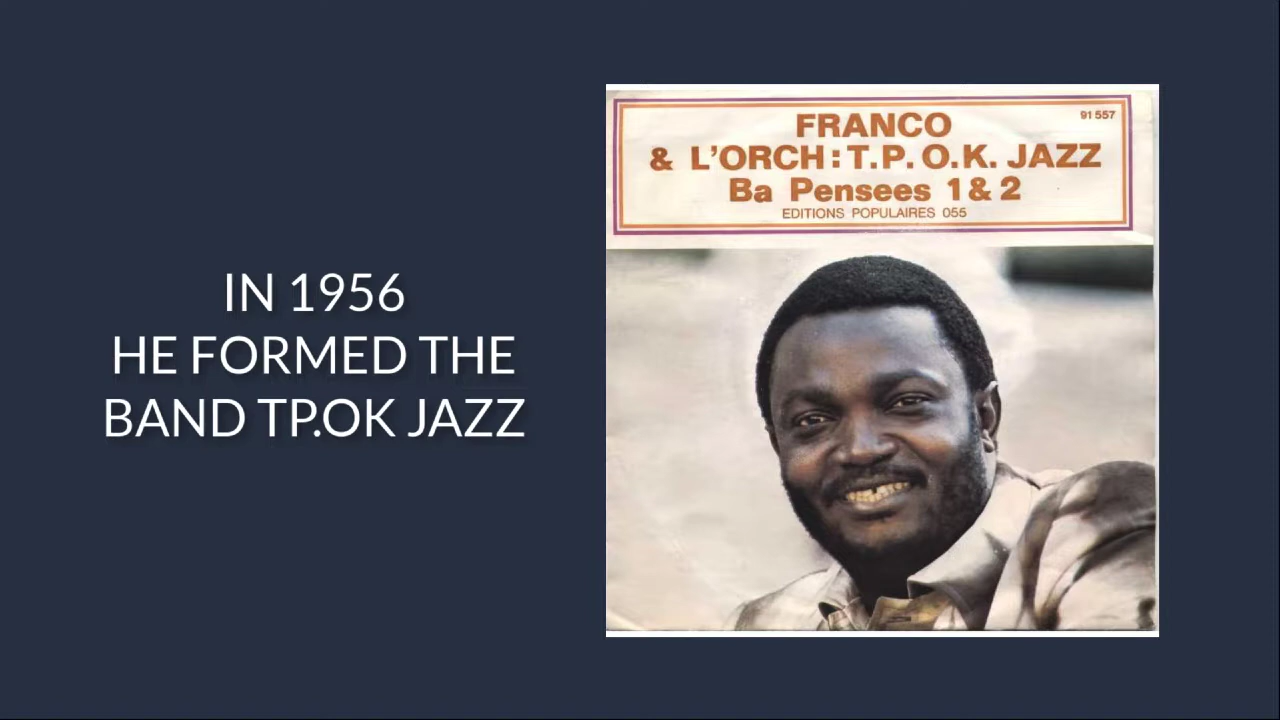 IN 1956
HE FORMED THE
BAND TP.OK JAZZ
91 557
FRANCO
& L'ORCH: T.P. O.K. JAZZ
Ba Pensees 1 & 2
EDITIONS POPULAIRES 055